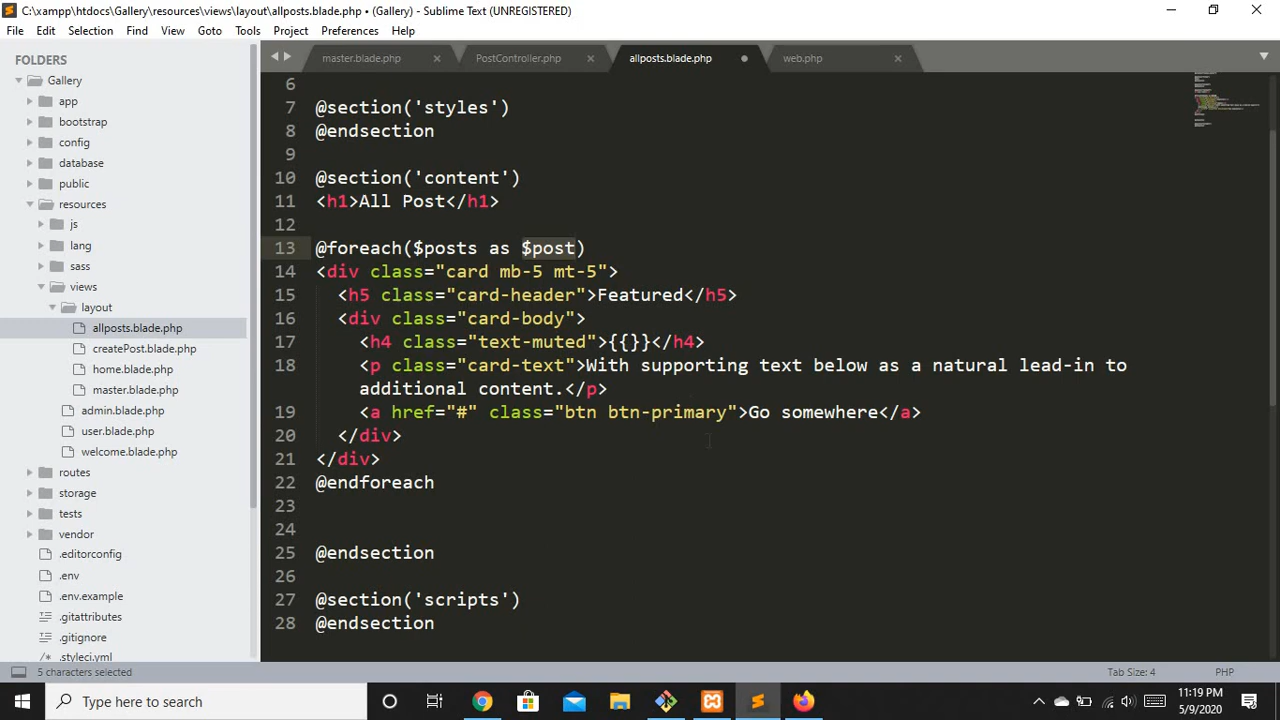 C:\xampp\htdocs\Gallery\resources\views\layout\allposts.blade.php • (Gallery) - Sublime Text (UNREGISTERED)
File Edit Selection Find View Goto Tools Project Preferences Help
FOLDERS
Gallery
app
bootstrap
config
database
public
resources
js
lang
sass
views
layout
allposts.blade.php
createPost.blade.php
home.blade.php
master.blade.php
admin.blade.php
user.blade.php
welcome.blade.php
routes
storage
tests
vendor
.editorconfig
.env
.env.example
.gitattributes
.gitignore
.styleci.yml
master.blade.php PostController.php allposts.blade.php web.php
6
7 @section('styles')
8 @endsection
9
10 @section('content')
11 <h1>All Post</h1>
12
13 @foreach($posts as $post)
14 <div class="card mb-5 mt-5">
15 <h5 class="card-header">Featured</h5>
16 <div class="card-body">
17 <h4 class="text-muted">{{}}</h4>
18 <p class="card-text">With supporting text below as a natural lead-in to
additional content.</p>
19 <a href="#" class="btn btn-primary">Go somewhere</a>
20 </div>
21 </div>
22 @endforeach
23
24
25 @endsection
26
27 @section('scripts')
28 @endsection
5 characters selected Tab Size: 4 PHP
Type here to search
11:19 PM
5/9/2020